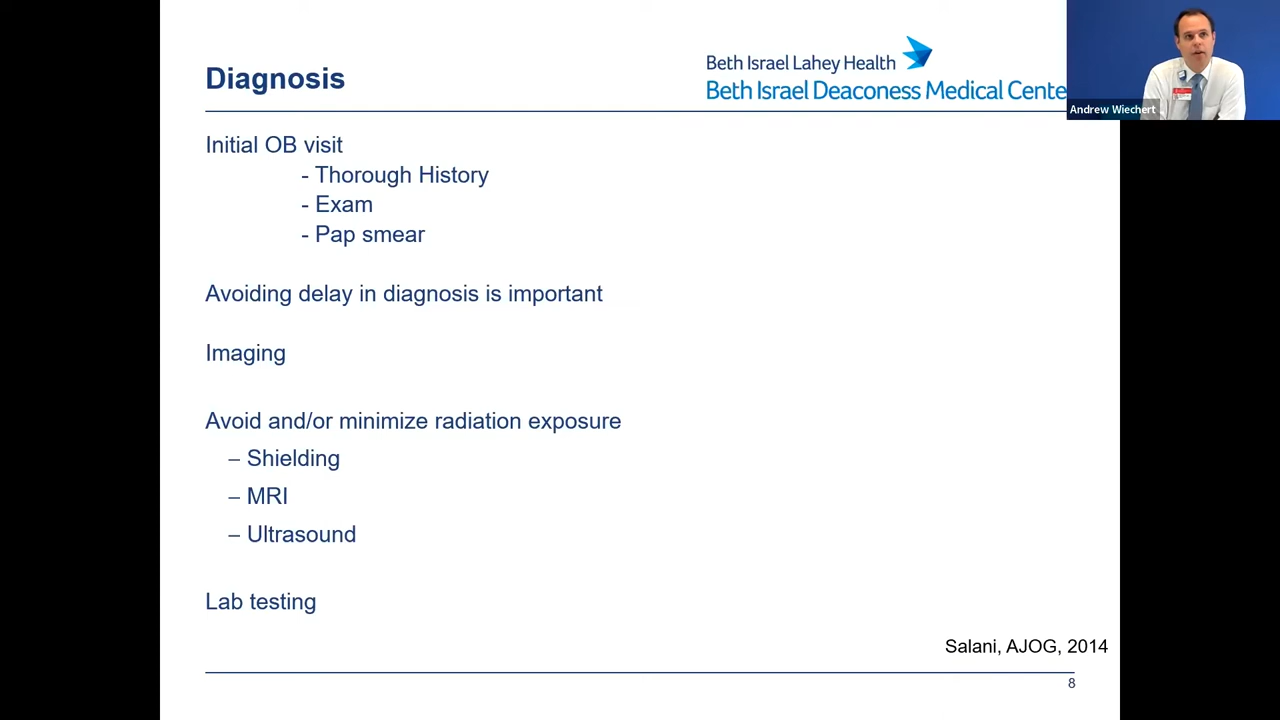 Diagnosis
Beth Israel Lahey Health
Beth Israel Deaconess Medical Cente
Andrew Wiechert
Initial OB visit
- Thorough History
- Exam
- Pap smear
Avoiding delay in diagnosis is important
Imaging
Avoid and/or minimize radiation exposure
– Shielding
– MRI
– Ultrasound
Lab testing
Salani, AJOG, 2014
8